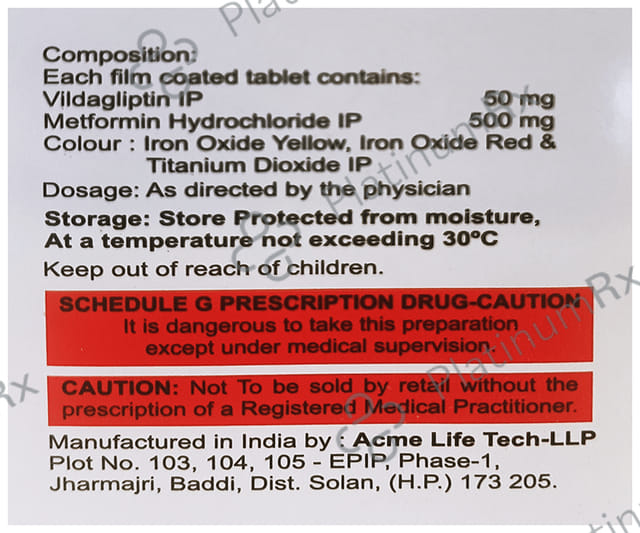 Composition:
Each film coated tablet contains:
Vildagliptin IP 50 mg
Metformin Hydrochloride IP 500 mg
Colour : Iron Oxide Yellow, Iron Oxide Red &
Titanium Dioxide IP
Dosage: As directed by the physician
Storage: Store Protected from moisture,
At a temperature not exceeding 30ºC
Keep out of reach of children.
SCHEDULE G PRESCRIPTION DRUG-CAUTION
It is dangerous to take this preparation
except under medical supervision.
CAUTION: Not To be sold by retail without the
prescription of a Registered Medical Practitioner.
Manufactured in India by : Acme Life Tech-LLP
Plot No. 103, 104, 105 - EPIP, Phase-1,
Jharmajri, Baddi, Dist. Solan, (H.P.) 173 205.
PlatinumRx
PlatinumRx